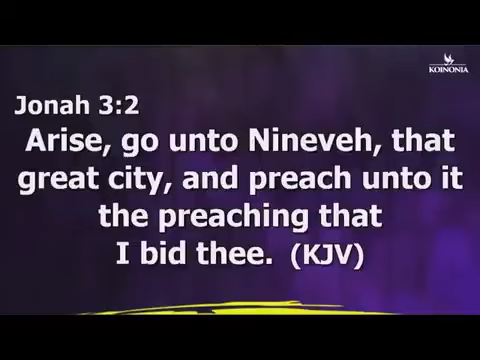 KOINONIA
Jonah 3:2
Arise, go unto Nineveh, that
great city, and preach unto it
the preaching that
I bid thee. (KJV)